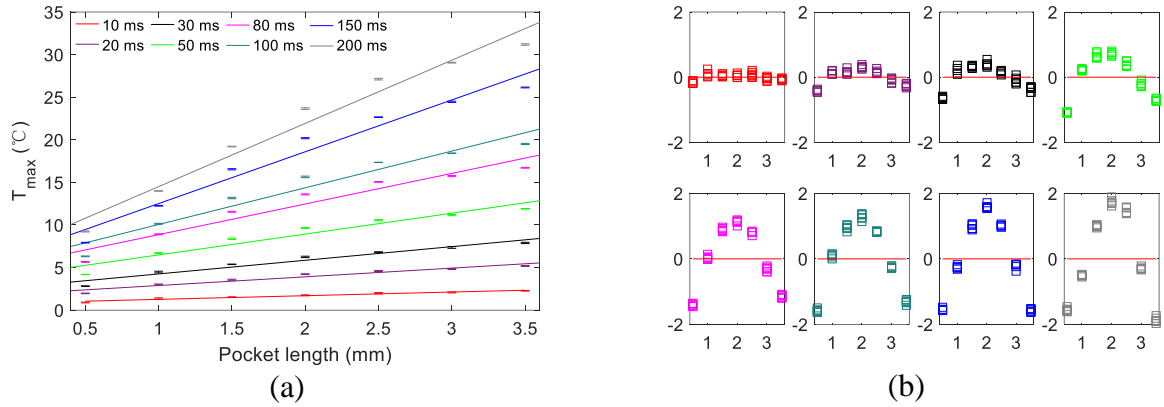 10 ms 30 ms 80 ms 150 ms
20 ms 50 ms 100 ms 200 ms
35
30
25
20
15
10
5
0
T_max (℃)
0.5 1 1.5 2 2.5 3 3.5
Pocket length (mm)
(a)
2 2 2 2
0 0 0 0
-2 -2 -2 -2
1 2 3 1 2 3 1 2 3 1 2 3
2 2 2 2
0 0 0 0
-2 -2 -2 -2
1 2 3 1 2 3 1 2 3 1 2 3
(b)